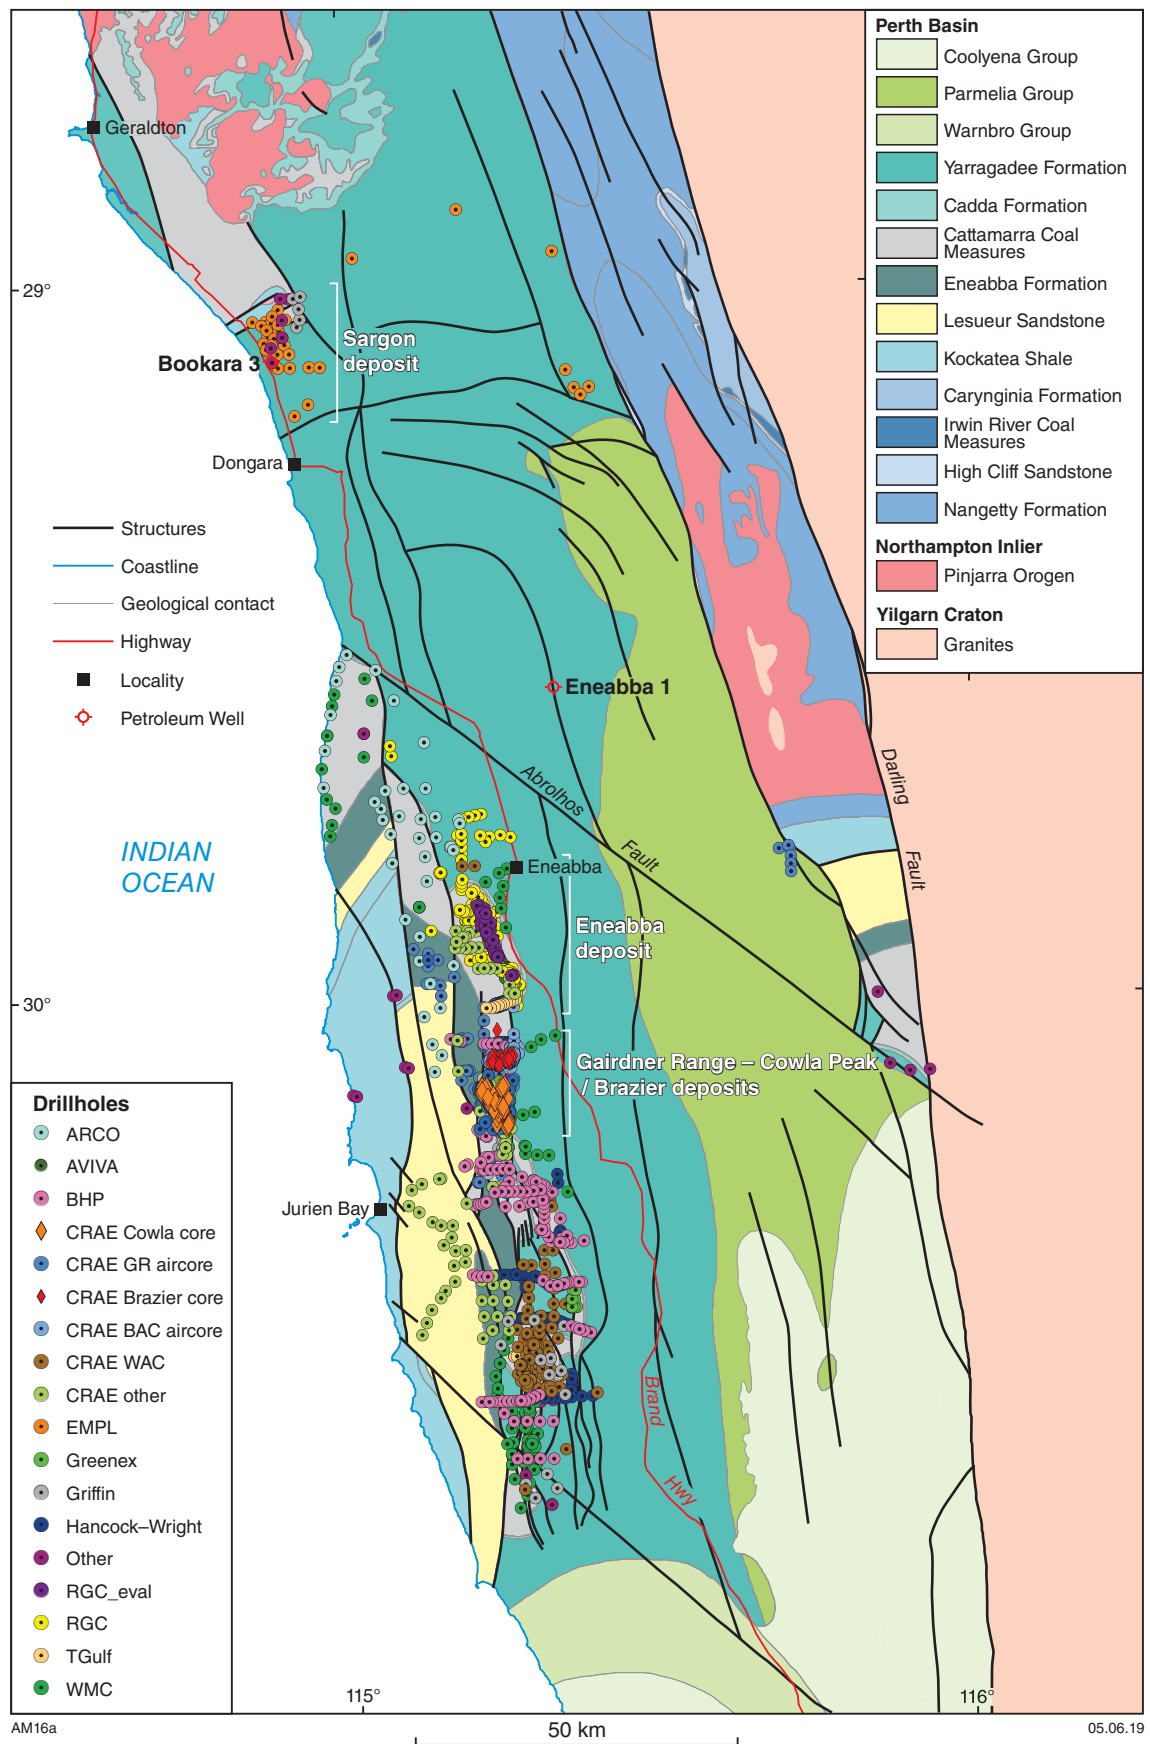 Perth Basin
Coolyena Group
Parmelia Group
Warnbro Group
Yarragadee Formation
Cadda Formation
Cattamarra Coal
Measures
Eneabba Formation
Lesueur Sandstone
Kockatea Shale
Carynginia Formation
Irwin River Coal
Measures
High Cliff Sandstone
Nangetty Formation
Northampton Inlier
Pinjarra Orogen
Yilgarn Craton
Granites
Geraldton
29°
Sargon
deposit
Bookara 3
Dongara
Structures
Coastline
Geological contact
Highway
Locality
Petroleum Well
Eneabba 1
Abrolhos
Fault
Darling
Fault
INDIAN
OCEAN
Eneabba
Eneabba
deposit
30°
Gairdner Range – Cowla Peak
/ Brazier deposits
Jurien Bay
Brand
Hwy
Drillholes
ARCO
AVIVA
BHP
CRAE Cowla core
CRAE GR aircore
CRAE Brazier core
CRAE BAC aircore
CRAE WAC
CRAE other
EMPL
Greenex
Griffin
Hancock–Wright
Other
RGC_eval
RGC
TGulf
WMC
115°
116°
AM16a
50 km
05.06.19